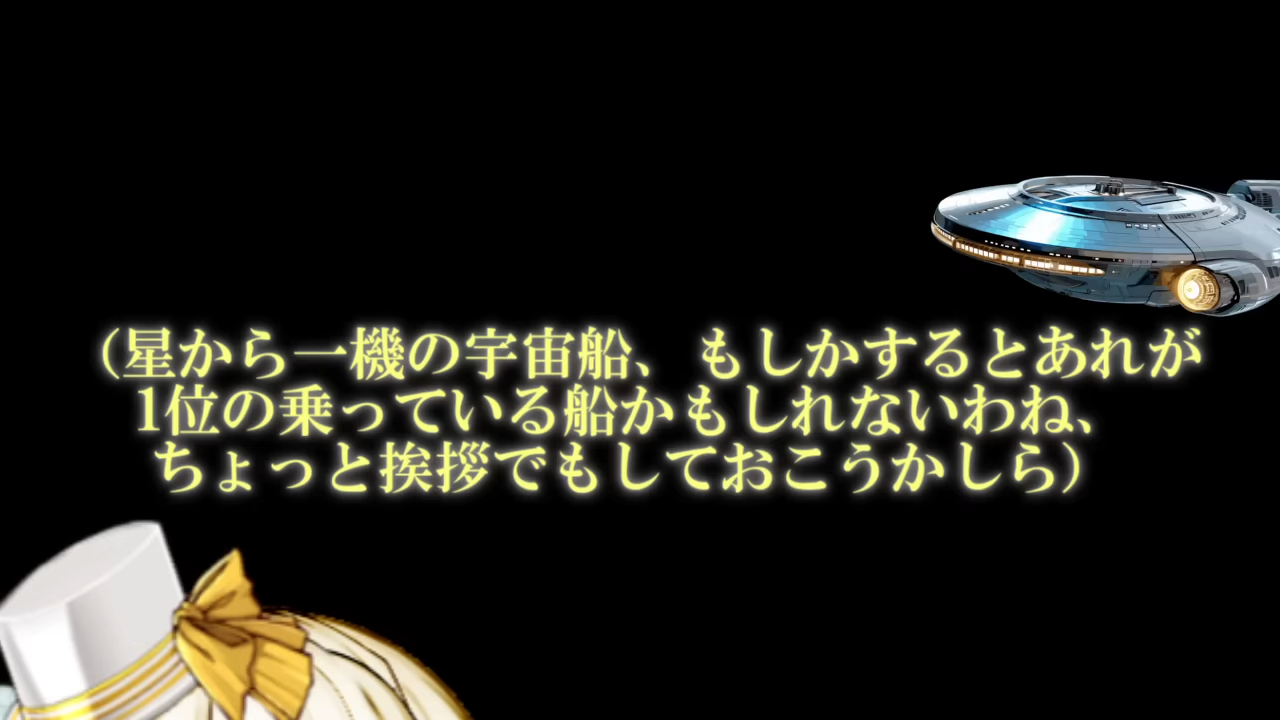 （星から一機の宇宙船、もしかするとあれが
1位の乗っている船かもしれないわね、
ちょっと挨拶でもしておこうかしら）